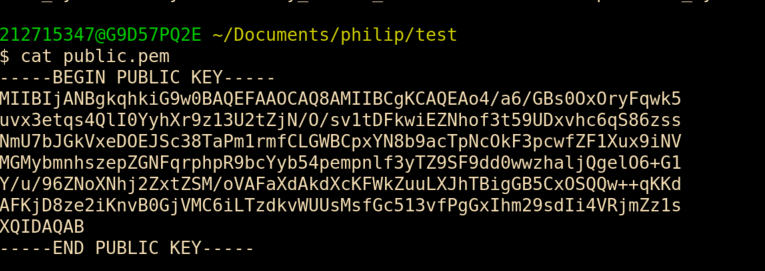 212715347@G9D57PQ2E ~/Documents/philip/test
$ cat public.pem
-----BEGIN PUBLIC KEY-----
MIIBIjANBgkqhkiG9w0BAQEFAAOCAQ8AMIIBCgKCAQEAo4/a6/GBs0OxOryFqwk5
uvx3etqs4QlI0YyhXr9z13U2tZjN/O/sv1tDFkwiEZNhof3t59UDxvhc6qS86zss
NmU7bJGkVxeDOEJSc38TaPm1rmfCLGWBCpxYN8b9acTpNcOkF3pcwfZF1Xux9iNV
MGMybmnhszepZGNFqrphpR9bcYyb54pempnlf3yTZ9SF9dd0wwzhaljQgelO6+G1
Y/u/96ZNoXNhj2ZxtZSM/oVAFaXdAkdXcKFWkZuuLXJhTBigGB5CxOSQQw++qKKd
AFKjD8ze2iKnvB0GjVMC6iLTzdkvWUUsMsfGc513vfPgGxIhm29sdIi4VRjmZz1s
XQIDAQAB
-----END PUBLIC KEY-----